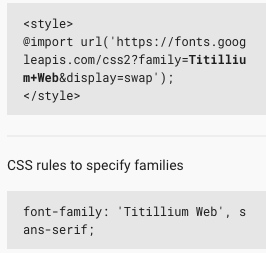 <style>
@import url('https://fonts.goog
leapis.com/css2?family=Titilliu
m+Web&display=swap');
</style>
CSS rules to specify families
font-family: 'Titillium Web', s
ans-serif;